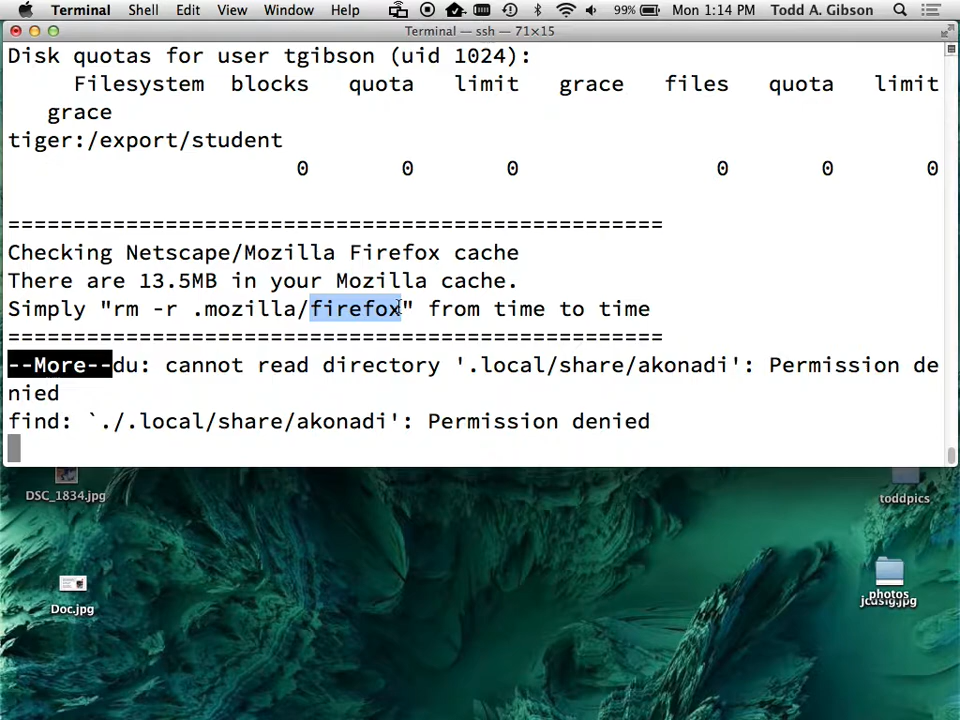 Terminal Shell Edit View Window Help 99% Mon 1:14 PM Todd A. Gibson
Terminal — ssh — 71×15
Disk quotas for user tgibson (uid 1024):
Filesystem blocks quota limit grace files quota limit
grace
tiger:/export/student
0 0 0 0 0 0
===============================================
Checking Netscape/Mozilla Firefox cache
There are 13.5MB in your Mozilla cache.
Simply "rm -r .mozilla/firefox" from time to time
===============================================
--More--du: cannot read directory '.local/share/akonadi': Permission de
nied
find: `./.local/share/akonadi': Permission denied
DSC_1834.jpg
toddpics
Doc.jpg
photos
jcusig.jpg